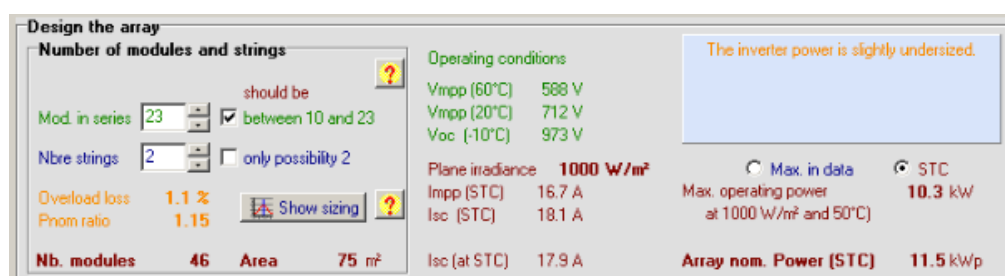 Design the array
Number of modules and strings
?
should be
Mod. in series 23 between 10 and 23
Nbre strings 2 only possibility 2
Overload loss 1.1 %
Pnom ratio 1.15
Show sizing ?
Nb. modules 46 Area 75 m²
Operating conditions
Vmpp (60°C) 588 V
Vmpp (20°C) 712 V
Voc (-10°C) 973 V
Plane irradiance 1000 W/m²
Impp (STC) 16.7 A
Isc (STC) 18.1 A
Isc (at STC) 17.9 A
The inverter power is slightly undersized.
Max. in data STC
Max. operating power 10.3 kW
at 1000 W/m² and 50°C)
Array nom. Power (STC) 11.5 kWp